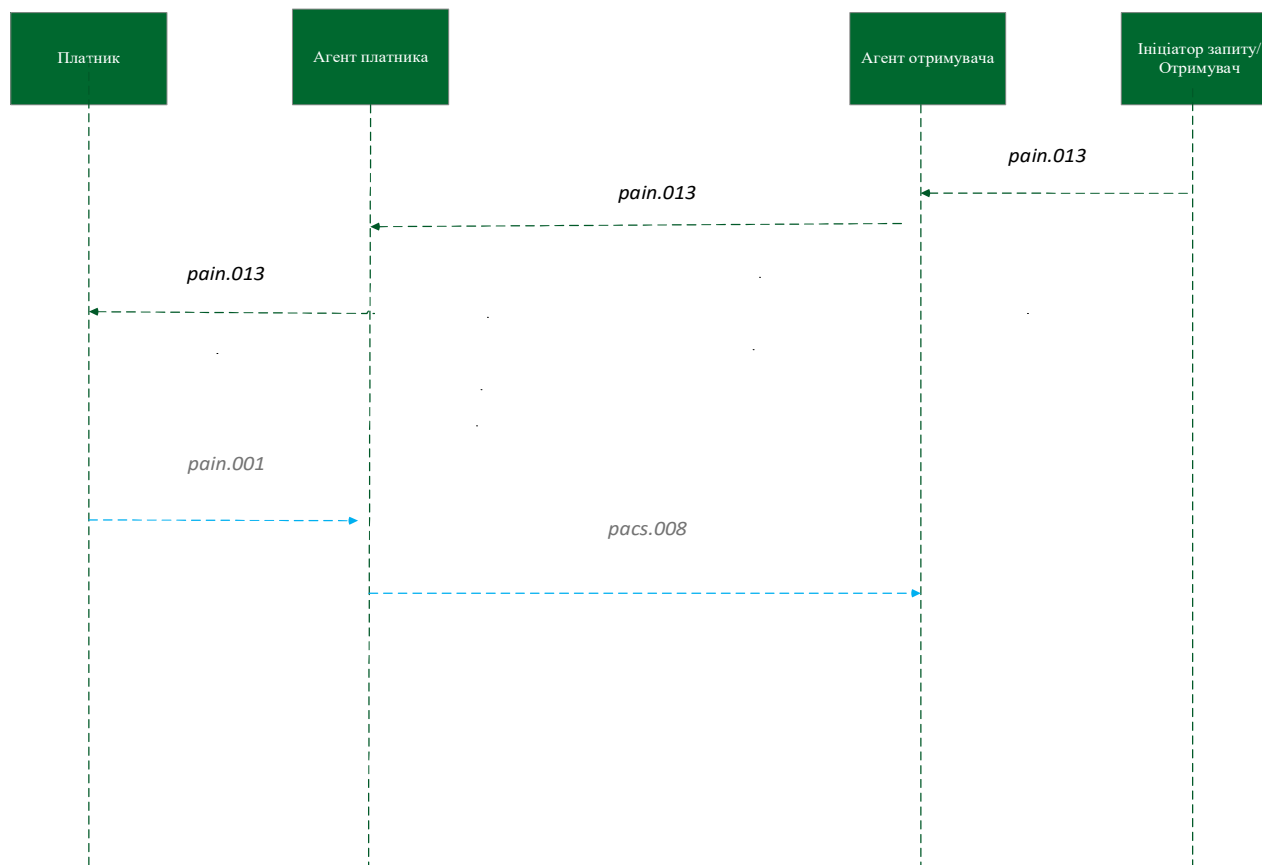 Платник
Агент платника
Агент отримувача
Ініціатор запиту/
Отримувач
pain.013
pain.013
pain.013
pain.001
pacs.008